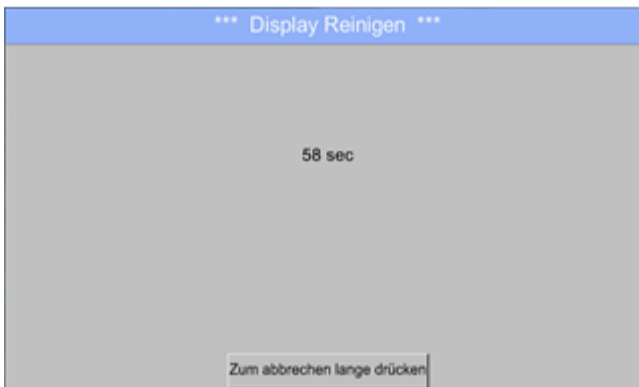 *** Display Reinigen ***
58 sec
Zum abbrechen lange drücken